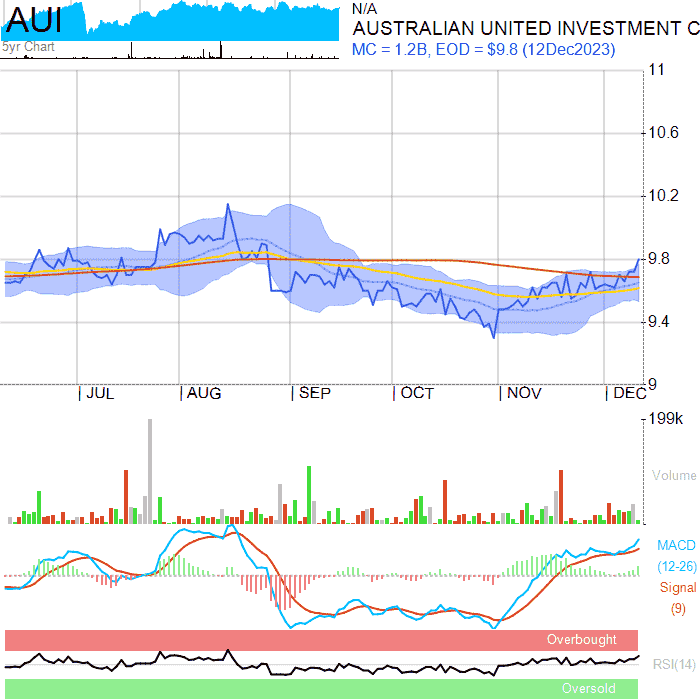 AUI
5yr Chart
N/A
AUSTRALIAN UNITED INVESTMENT C
MC = 1.2B, EOD = $9.8 (12Dec2023)
11
10.6
10.2
9.8
9.4
9
JUL AUG SEP OCT NOV DEC
199k
Volume
MACD
(12-26)
Signal
(9)
Overbought
RSI(14)
Oversold